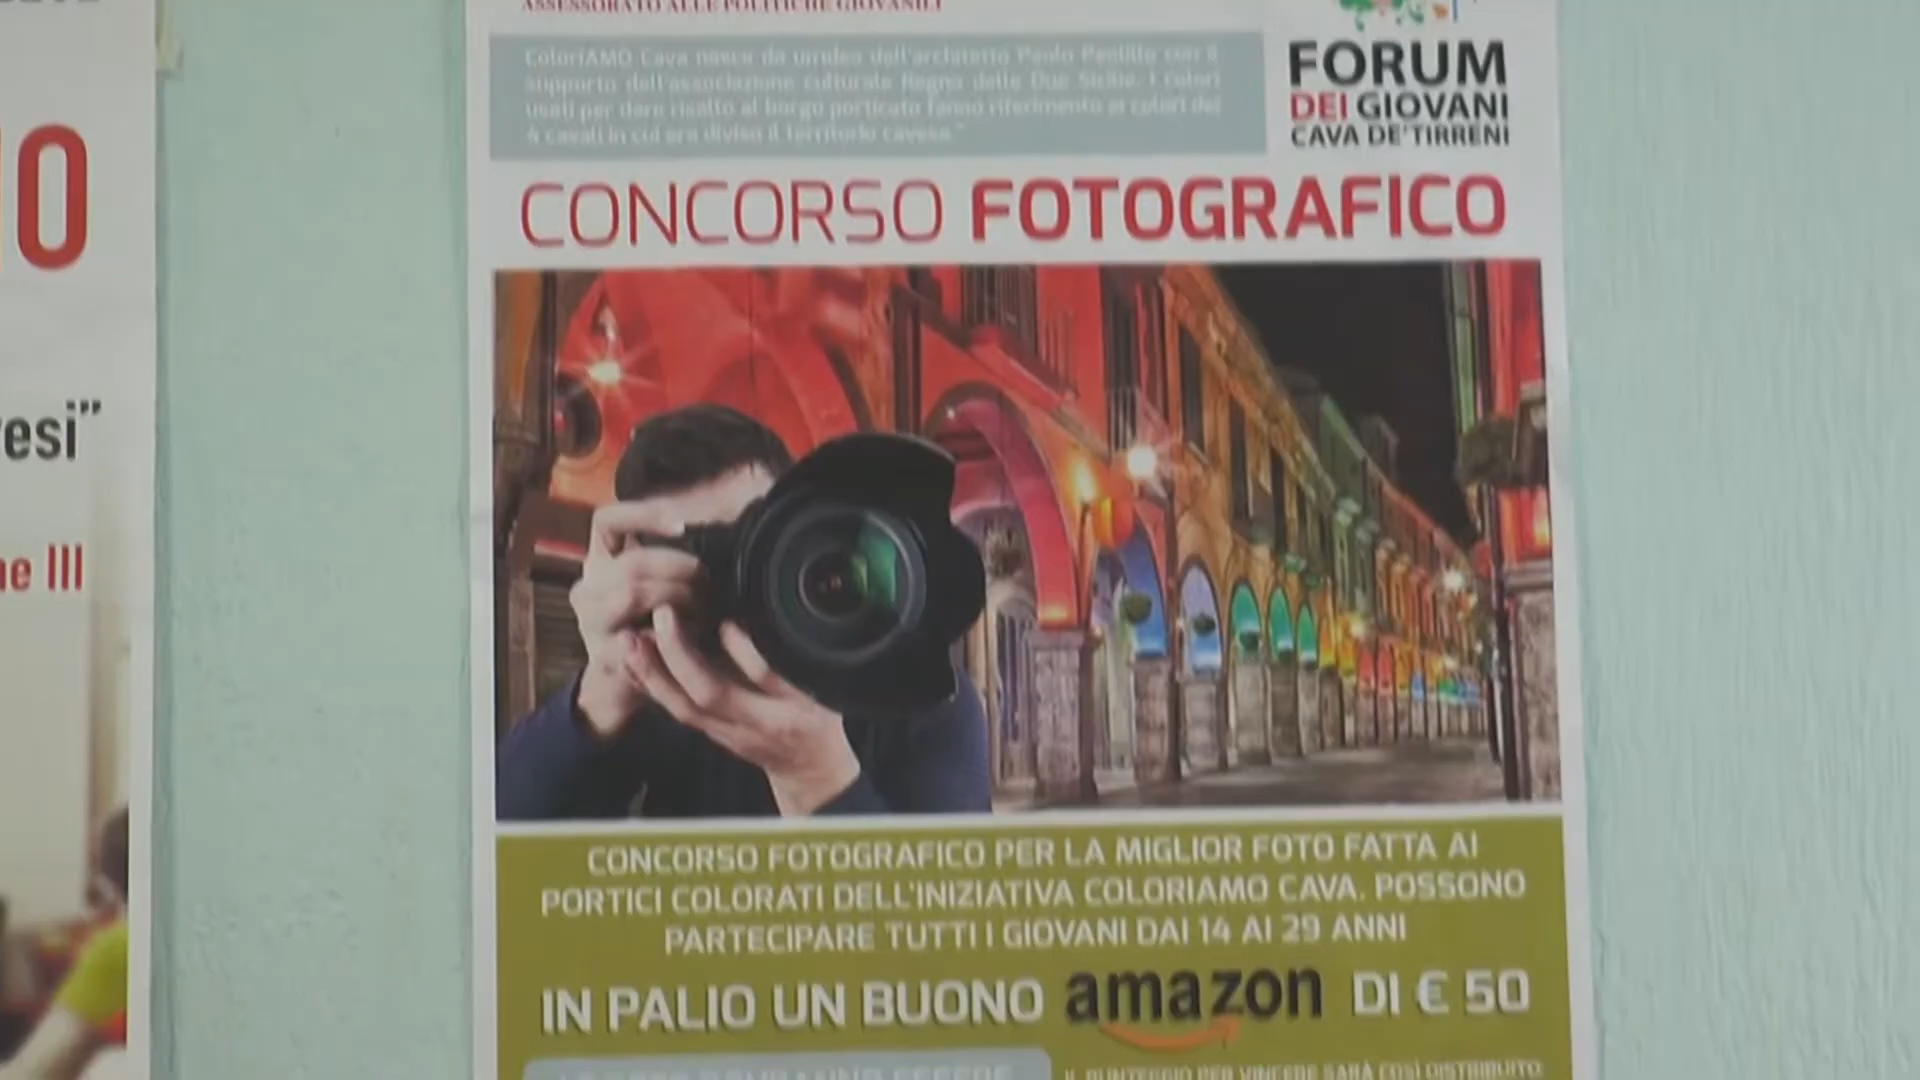 ASSESSORATO ALLE POLITICHE GIOVANILI
ColoriAMO Cava nasce da un'idea dell'architetto Paolo con il
supporto dell'associazione culturale Regno delle Due Sicilie. I colori
usati per dare risalto al borgo porticato fanno riferimento ai colori dei
4 casali in cui era diviso il territorio cavese."
FORUM
DEI GIOVANI
CAVA DE'TIRRENI
CONCORSO FOTOGRAFICO
O
esi"
e III
CONCORSO FOTOGRAFICO PER LA MIGLIOR FOTO FATTA AI
PORTICI COLORATI DELL'INIZIATIVA COLORIAMO CAVA. POSSONO
PARTECIPARE TUTTI I GIOVANI DAI 14 AI 29 ANNI
IN PALIO UN BUONO amazon DI € 50
IL PUNTEGGIO PER VINCERE SARÀ COSÌ DISTRIBUITO: